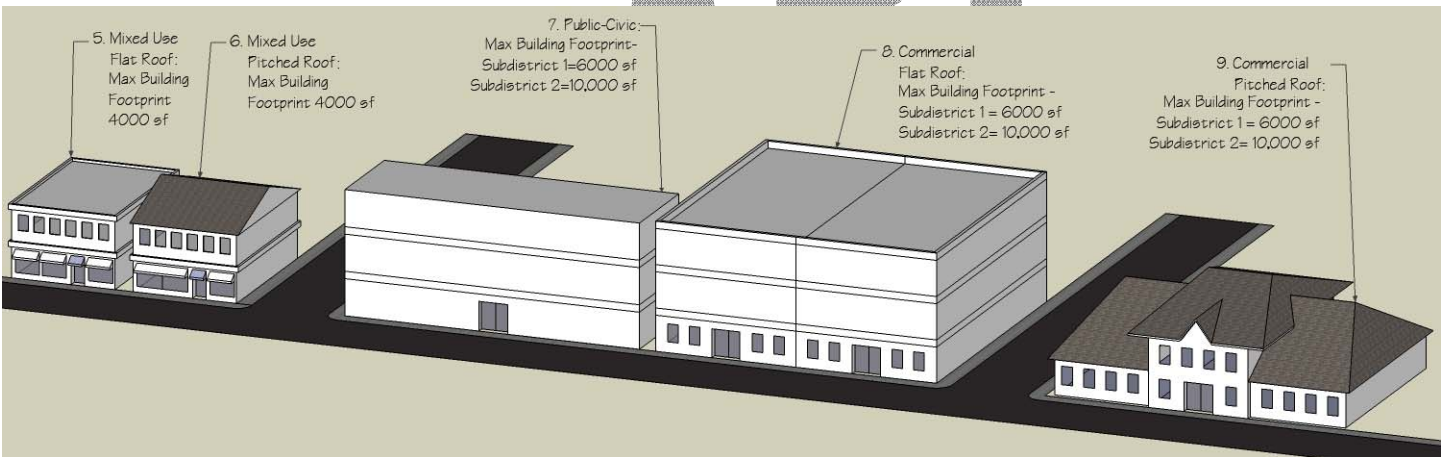 5. Mixed Use
Flat Roof:
Max Building
Footprint
4000 sf
6. Mixed Use
Pitched Roof:
Max Building
Footprint 4000 sf
7. Public-Civic:
Max Building Footprint-
Subdistrict 1=6000 sf
Subdistrict 2=10,000 sf
8. Commercial
Flat Roof:
Max Building Footprint -
Subdistrict 1 = 6000 sf
Subdistrict 2= 10,000 sf
9. Commercial
Pitched Roof:
Max Building Footprint -
Subdistrict 1 = 6000 sf
Subdistrict 2= 10,000 sf